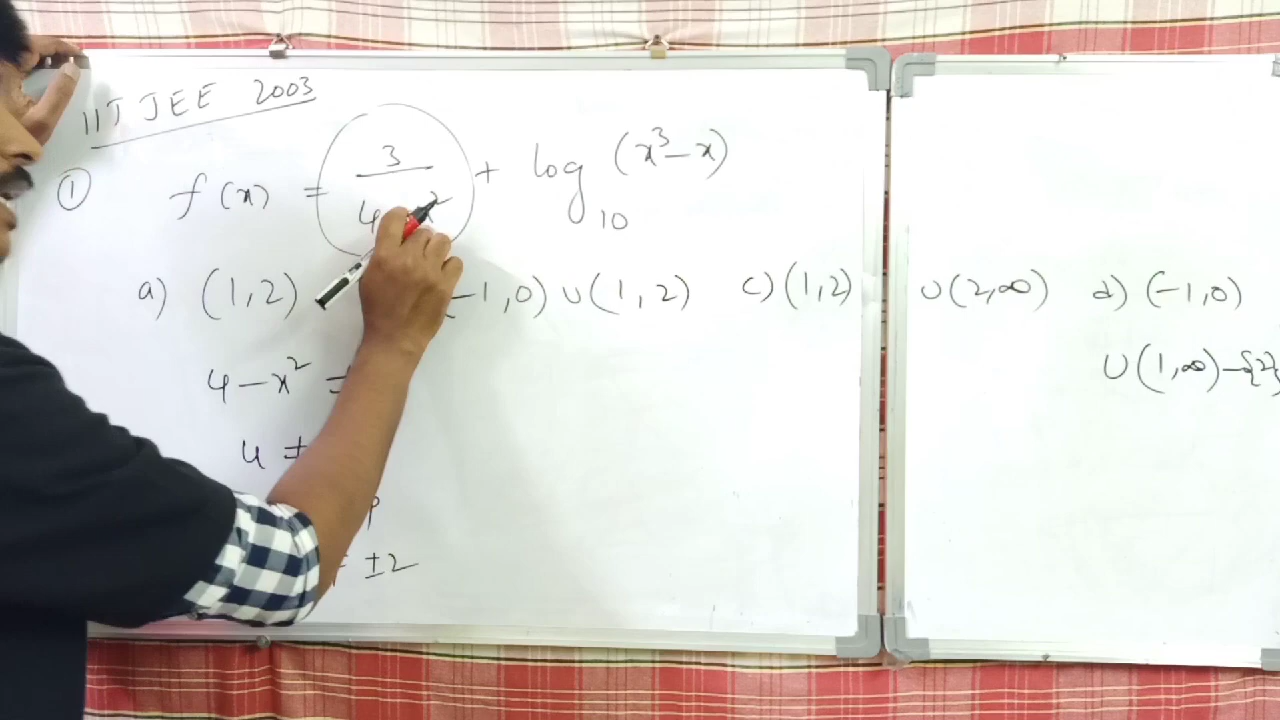 IIT JEE 2003
① f(x) = 3/4 x² + log₁₀ (x³ – x)
a) (1, 2) (–1, 0) ∪ (1, 2) c) (1, 2) ∪ (2, ∞) d) (–1, 0)
∪ (1, ∞) – {2}
4 – x² ≠
4 ≠
±2